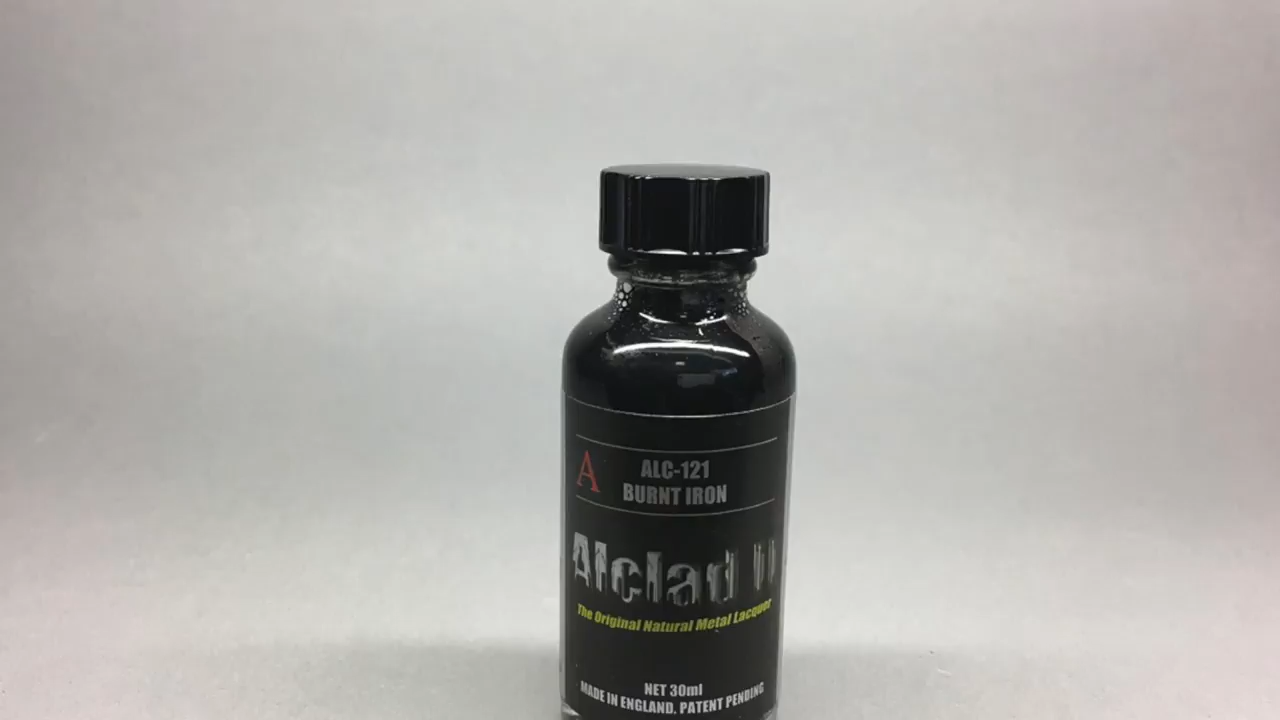 A
ALC-121
BURNT IRON
Alclad II
The Original Natural Metal Lacquer
NET 30ml
MADE IN ENGLAND. PATENT PENDING